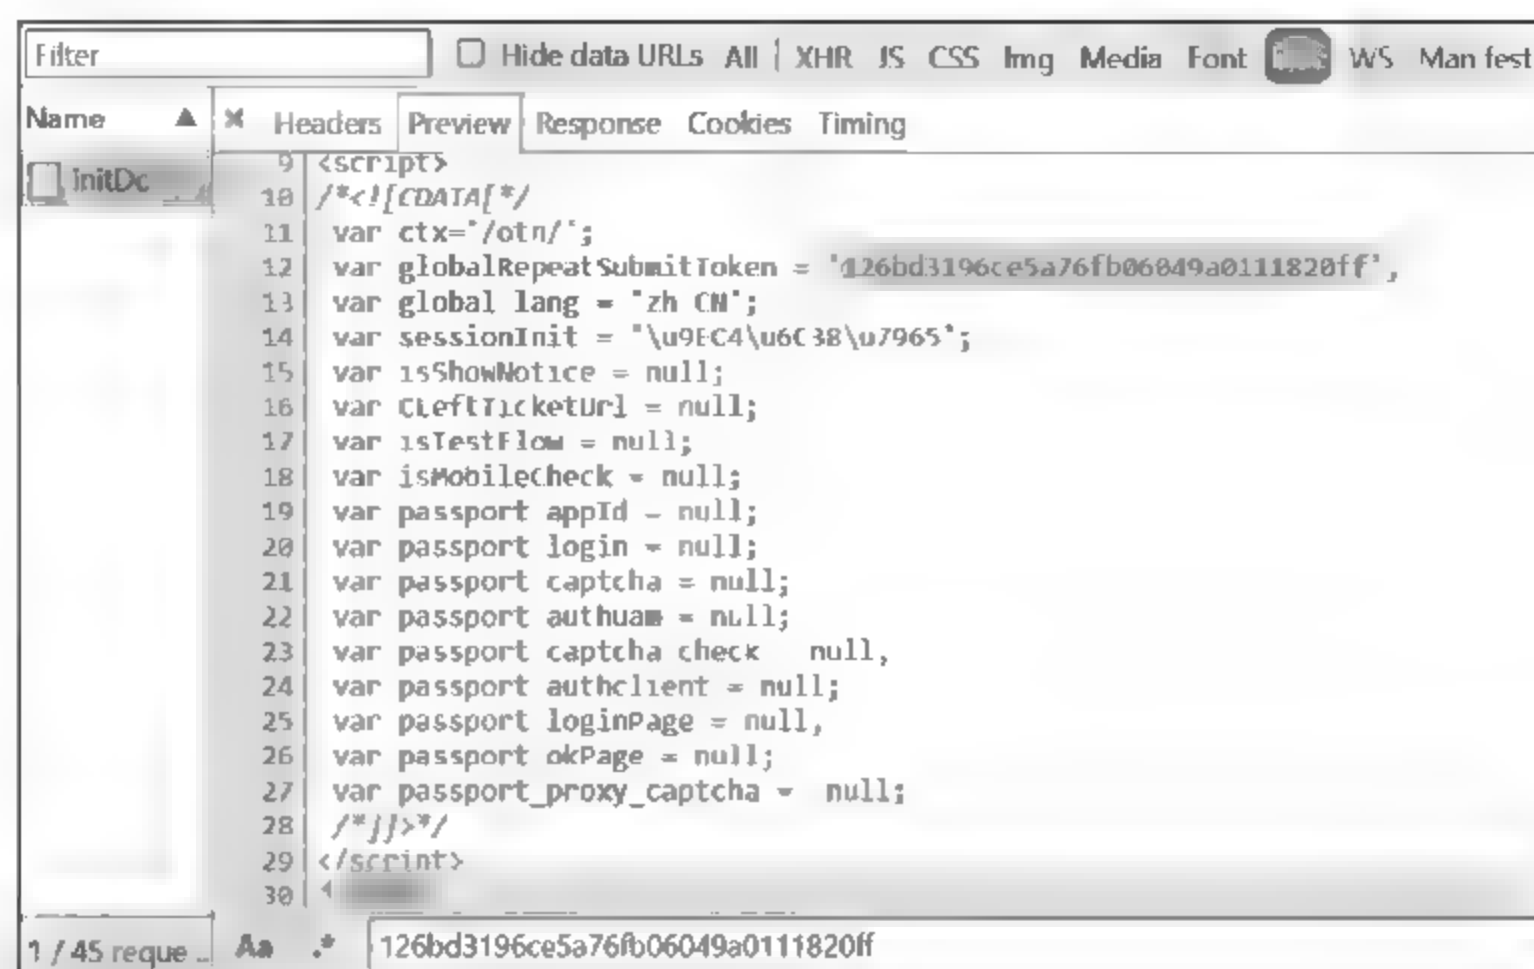 Filter Hide data URLs All XHR JS CSS Img Media Font WS Manifest
Name Headers Preview Response Cookies Timing
initDc
9 <script>
10 /*<![CDATA[*/
11 var ctx='/otn/';
12 var globalRepeatSubmitToken = '126bd3196ce5a76fb06049a0111820ff';
13 var global_lang = 'zh_CN';
14 var sessionInit = '\u9EC4\u6C38\u7965';
15 var isShowNotice = null;
16 var CLeftTicketUrl = null;
17 var isTestFlow = null;
18 var isMobileCheck = null;
19 var passport_appId = null;
20 var passport_login = null;
21 var passport_captcha = null;
22 var passport_authuam = null;
23 var passport_captcha_check = null;
24 var passport_authclient = null;
25 var passport_loginPage = null;
26 var passport_okPage = null;
27 var passport_proxy_captcha = null;
28 /*]]>*/
29 </script>
30
1 / 45 reque... Aa .* 126bd3196ce5a76fb06049a0111820ff